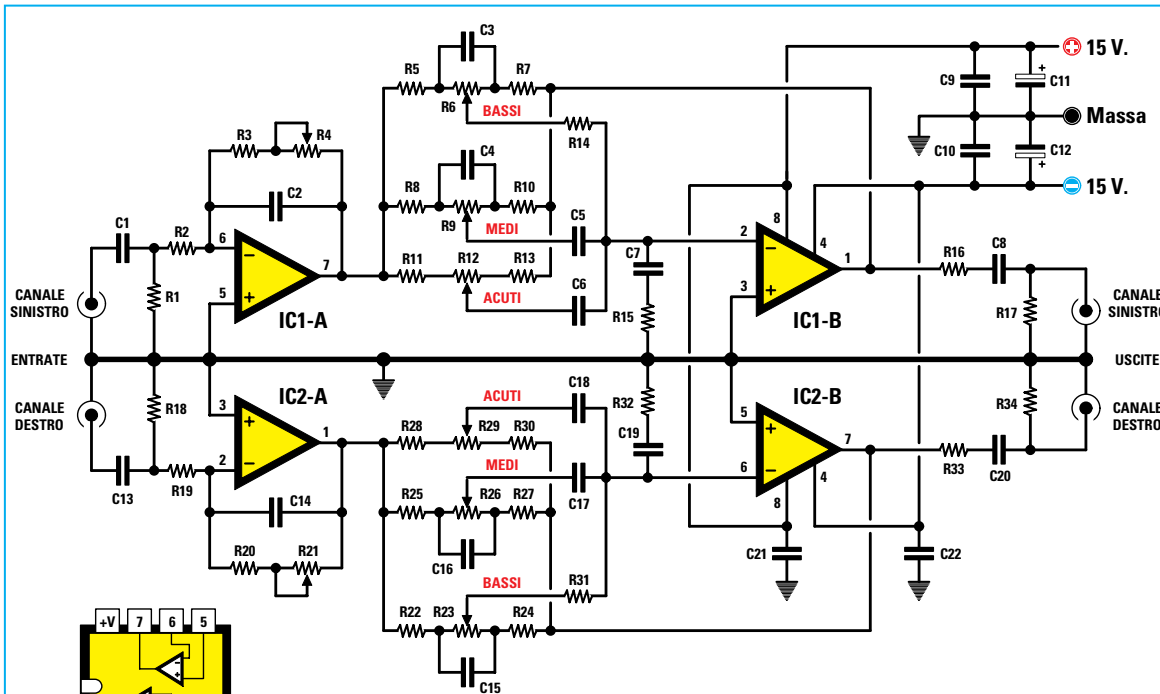 C3
R5
R7
R6
BASSI
R14
R3
R4
C4
C2
R8
R10
R9
MEDI
C5
C1
R2
6
7
R11
R12
R13
5
R1
IC1-A
ACUTI
C6
C7
R15
2
8
4
1
3
IC1-B
R16
C8
R17
C9
C11
+
C10
C12
+
15 V.
Massa
15 V.
CANALE
SINISTRO
CANALE
SINISTRO
ENTRATE
USCITE
CANALE
DESTRO
CANALE
DESTRO
R18
C13
R19
3
2
1
IC2-A
C14
R20
R21
ACUTI
C18
R28
R29
R30
MEDI
C17
R25
R26
R27
C16
BASSI
R31
R22
R23
R24
C15
R32
C19
IC2-B
5
6
7
4
8
R33
C20
R34
C21
C22
+V
7
6
5